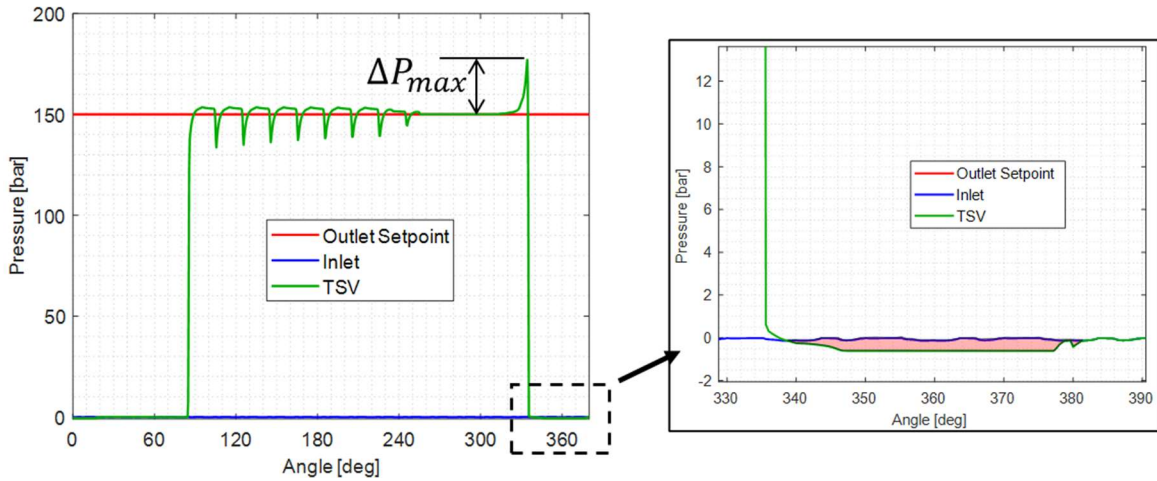 200
150
100
50
0
Pressure [bar]
ΔP_max
Outlet Setpoint
Inlet
TSV
0 60 120 180 240 300 360
Angle [deg]
12
10
8
6
4
2
0
-2
Pressure [bar]
Outlet Setpoint
Inlet
TSV
330 340 350 360 370 380 390
Angle [deg]